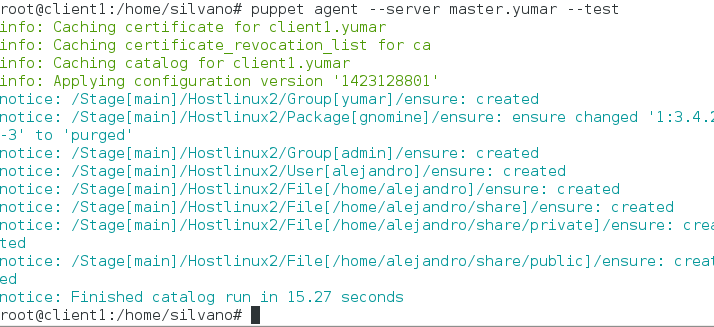 root@client1:/home/silvano# puppet agent --server master.yumar --test
info: Caching certificate for client1.yumar
info: Caching certificate_revocation_list for ca
info: Caching catalog for client1.yumar
info: Applying configuration version '1423128801'
notice: /Stage[main]/Hostlinux2/Group[yumar]/ensure: created
notice: /Stage[main]/Hostlinux2/Package[gnomine]/ensure: ensure changed '1:3.4.2
-3' to 'purged'
notice: /Stage[main]/Hostlinux2/Group[admin]/ensure: created
notice: /Stage[main]/Hostlinux2/User[alejandro]/ensure: created
notice: /Stage[main]/Hostlinux2/File[/home/alejandro]/ensure: created
notice: /Stage[main]/Hostlinux2/File[/home/alejandro/share]/ensure: created
notice: /Stage[main]/Hostlinux2/File[/home/alejandro/share/private]/ensure: crea
ted
notice: /Stage[main]/Hostlinux2/File[/home/alejandro/share/public]/ensure: creat
ed
notice: Finished catalog run in 15.27 seconds
root@client1:/home/silvano#